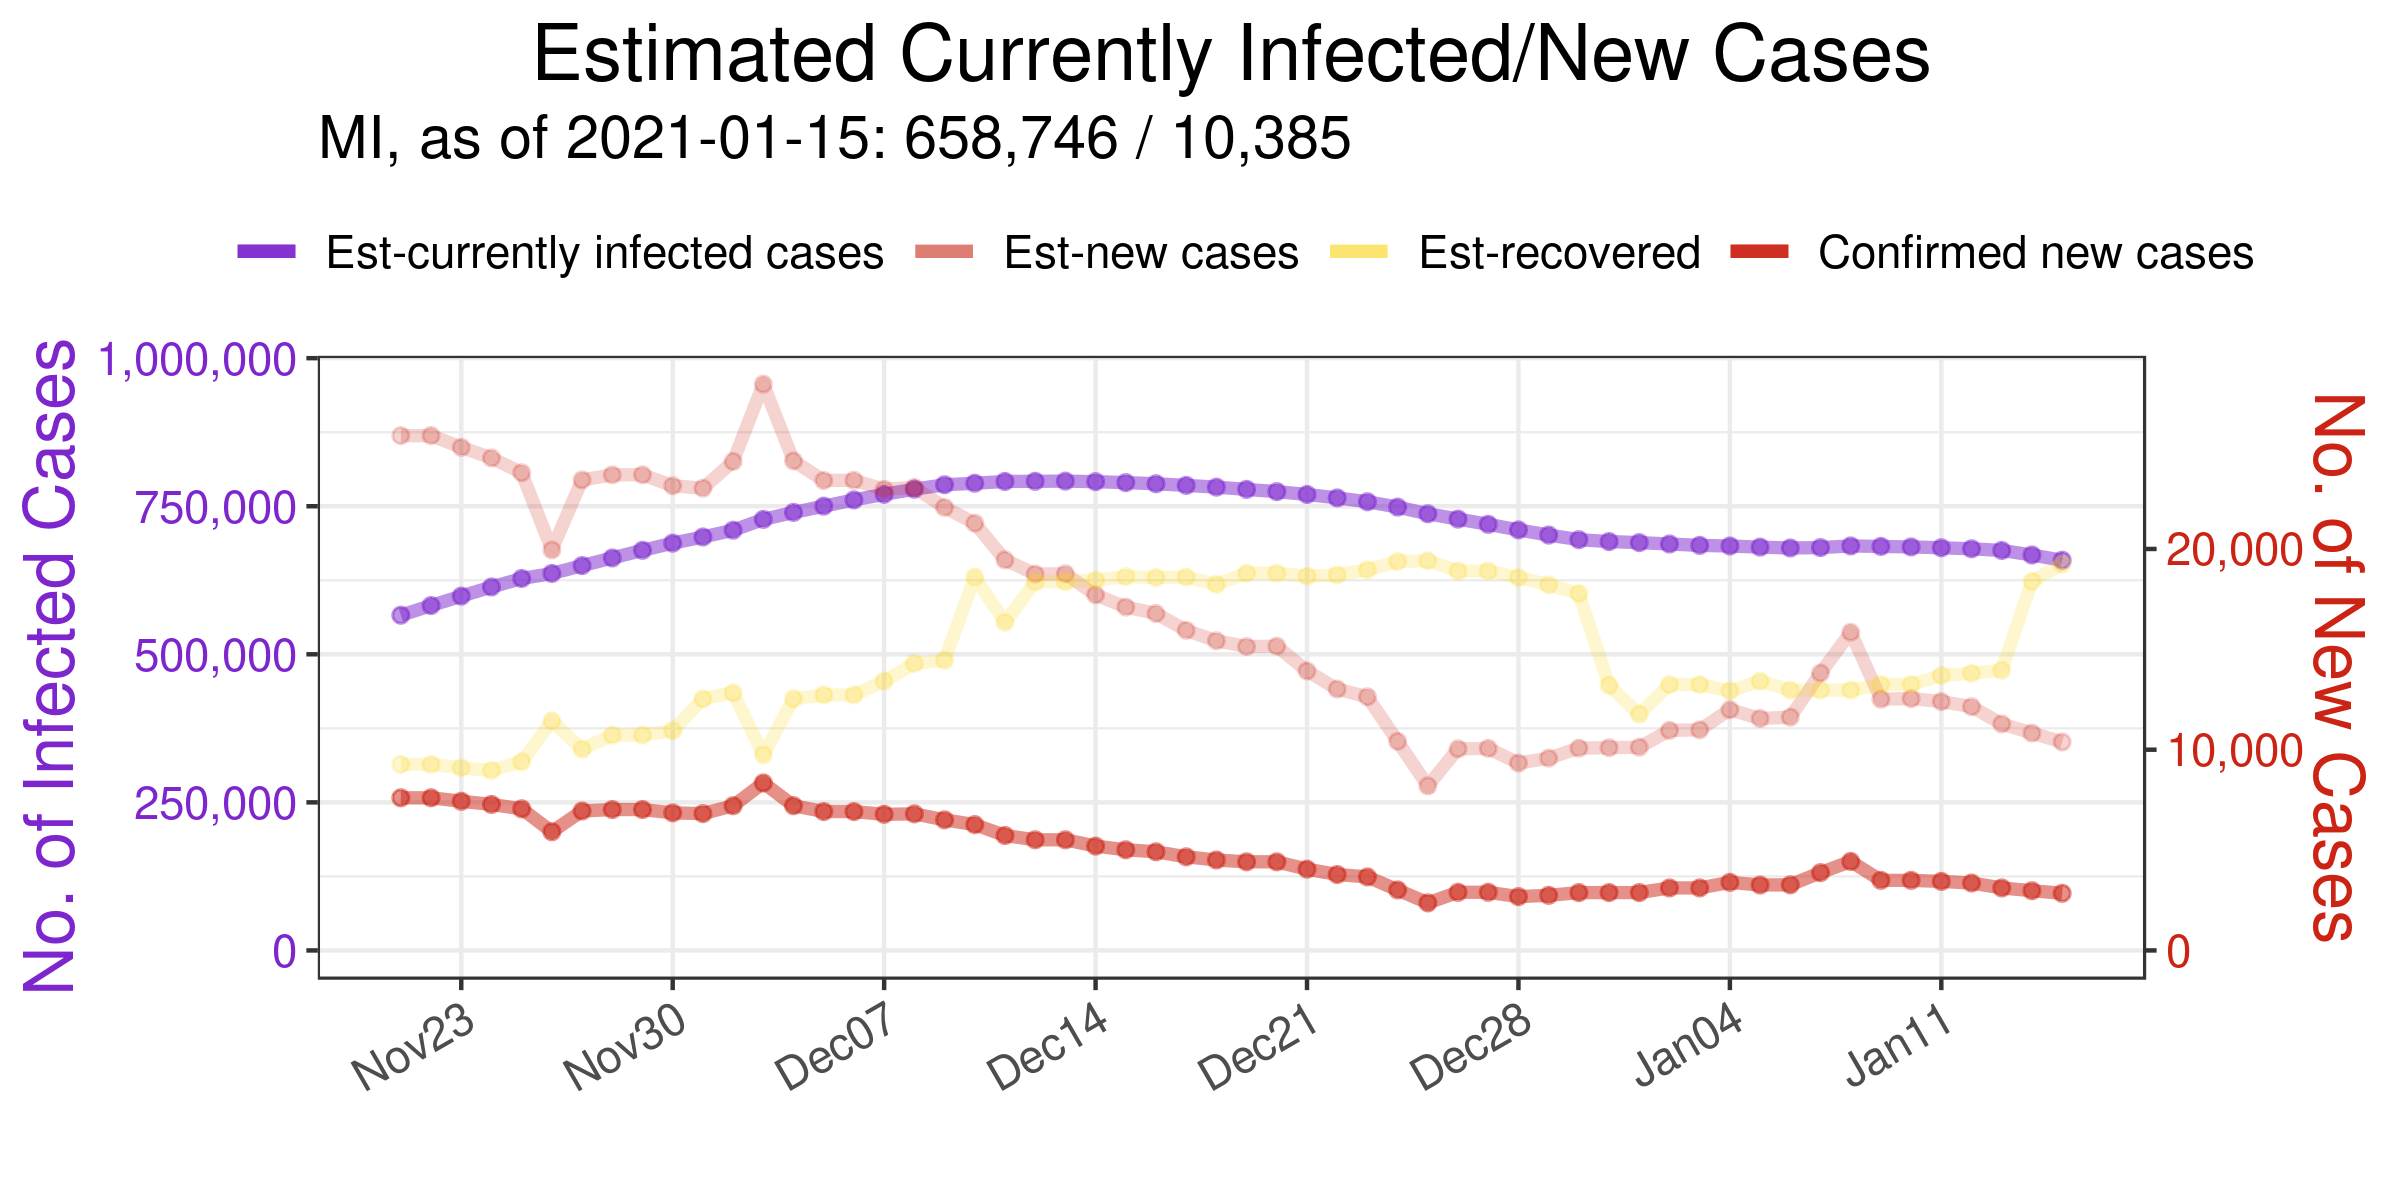 Estimated Currently Infected/New Cases
MI, as of 2021-01-15: 658,746 / 10,385
Est-currently infected cases Est-new cases Est-recovered Confirmed new cases
No. of Infected Cases
1,000,000
750,000
500,000
250,000
0
20,000
10,000
0
No. of New Cases
Nov23 Nov30 Dec07 Dec14 Dec21 Dec28 Jan04 Jan11